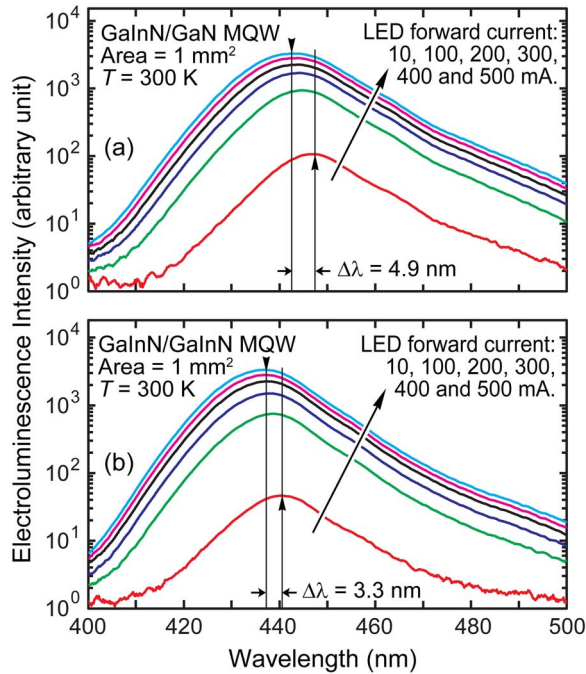 Electroluminescence Intensity (arbitrary unit)
10⁴
10³
10²
10¹
10⁰
GaInN/GaN MQW
Area = 1 mm²
T = 300 K
(a)
LED forward current:
10, 100, 200, 300,
400 and 500 mA.
Δλ = 4.9 nm
10⁴
10³
10²
10¹
10⁰
GaInN/GaInN MQW
Area = 1 mm²
T = 300 K
(b)
LED forward current:
10, 100, 200, 300,
400 and 500 mA.
Δλ = 3.3 nm
400 420 440 460 480 500
Wavelength (nm)